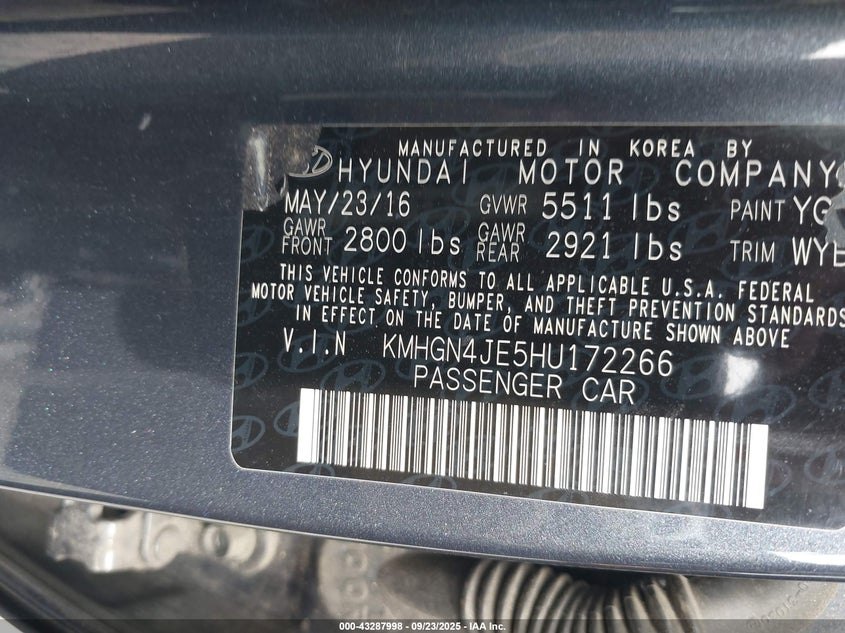 MANUFACTURED IN KOREA BY
HYUNDAI MOTOR COMPANY
MAY/23/16 GVWR 5511 lbs PAINT YG
GAWR FRONT 2800 lbs GAWR REAR 2921 lbs TRIM WY
THIS VEHICLE CONFORMS TO ALL APPLICABLE U.S.A. FEDERAL
MOTOR VEHICLE SAFETY, BUMPER, AND THEFT PREVENTION STANDARDS
IN EFFECT ON THE DATE OF MANUFACTURE SHOWN ABOVE
V.I.N KMHGN4JE5HU172266
PASSENGER CAR
000-43287998 - 09/23/2025 - IAA Inc.